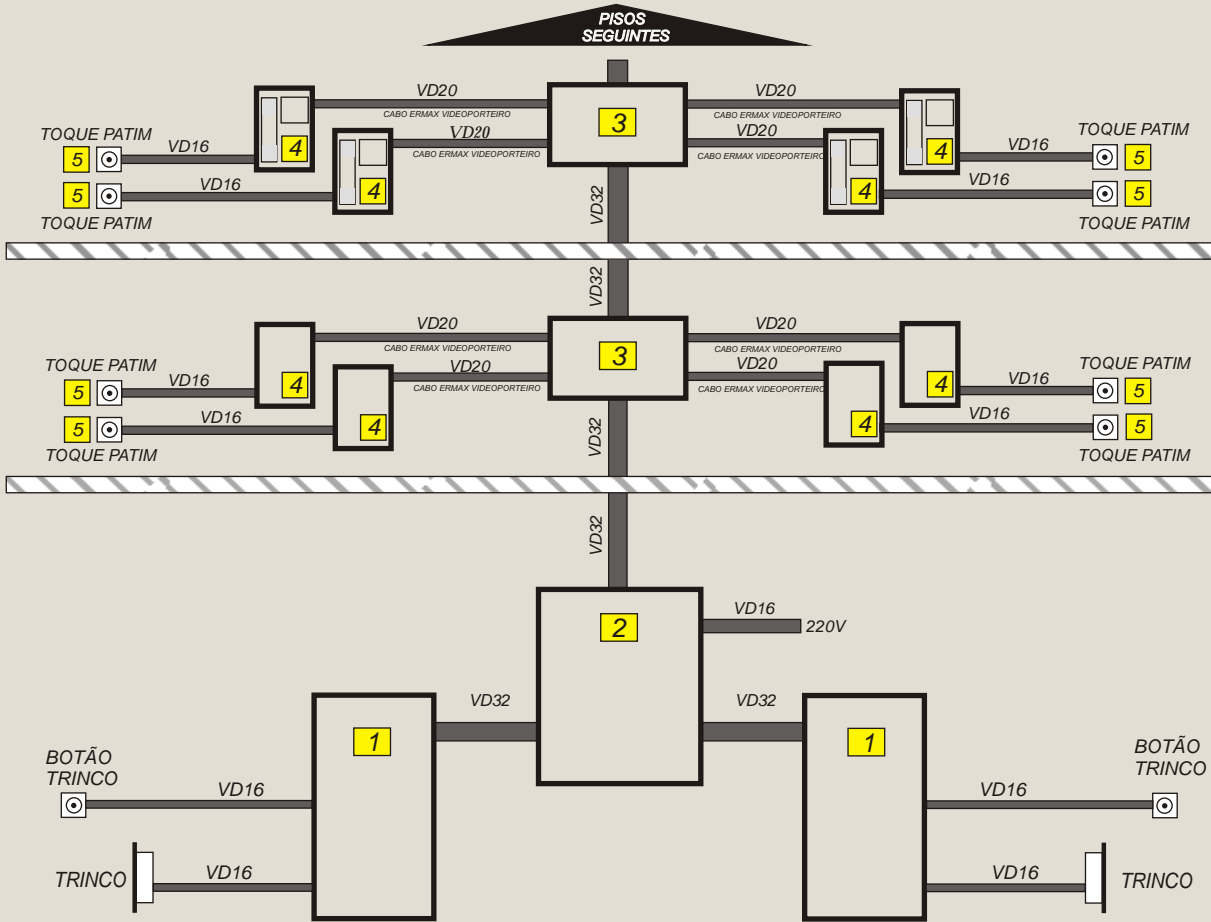 PISOS
SEGUINTES
VD20
VD20
CABO ERMAX VIDEOPORTEIRO
CABO ERMAX VIDEOPORTEIRO
3
TOQUE PATIM
TOQUE PATIM
VD20
VD20
VD16
4
4
VD16
5
5
CABO ERMAX VIDEOPORTEIRO
CABO ERMAX VIDEOPORTEIRO
VD16
4
4
VD16
5
5
TOQUE PATIM
TOQUE PATIM
VD32
VD32
VD20
VD20
CABO ERMAX VIDEOPORTEIRO
CABO ERMAX VIDEOPORTEIRO
3
TOQUE PATIM
TOQUE PATIM
VD20
VD20
VD16
4
4
VD16
5
5
CABO ERMAX VIDEOPORTEIRO
CABO ERMAX VIDEOPORTEIRO
VD16
4
4
VD16
5
5
TOQUE PATIM
TOQUE PATIM
VD32
VD32
VD16
2
220V
VD32
VD32
1
1
BOTÃO
TRINCO
BOTÃO
TRINCO
VD16
VD16
TRINCO
VD16
VD16
TRINCO